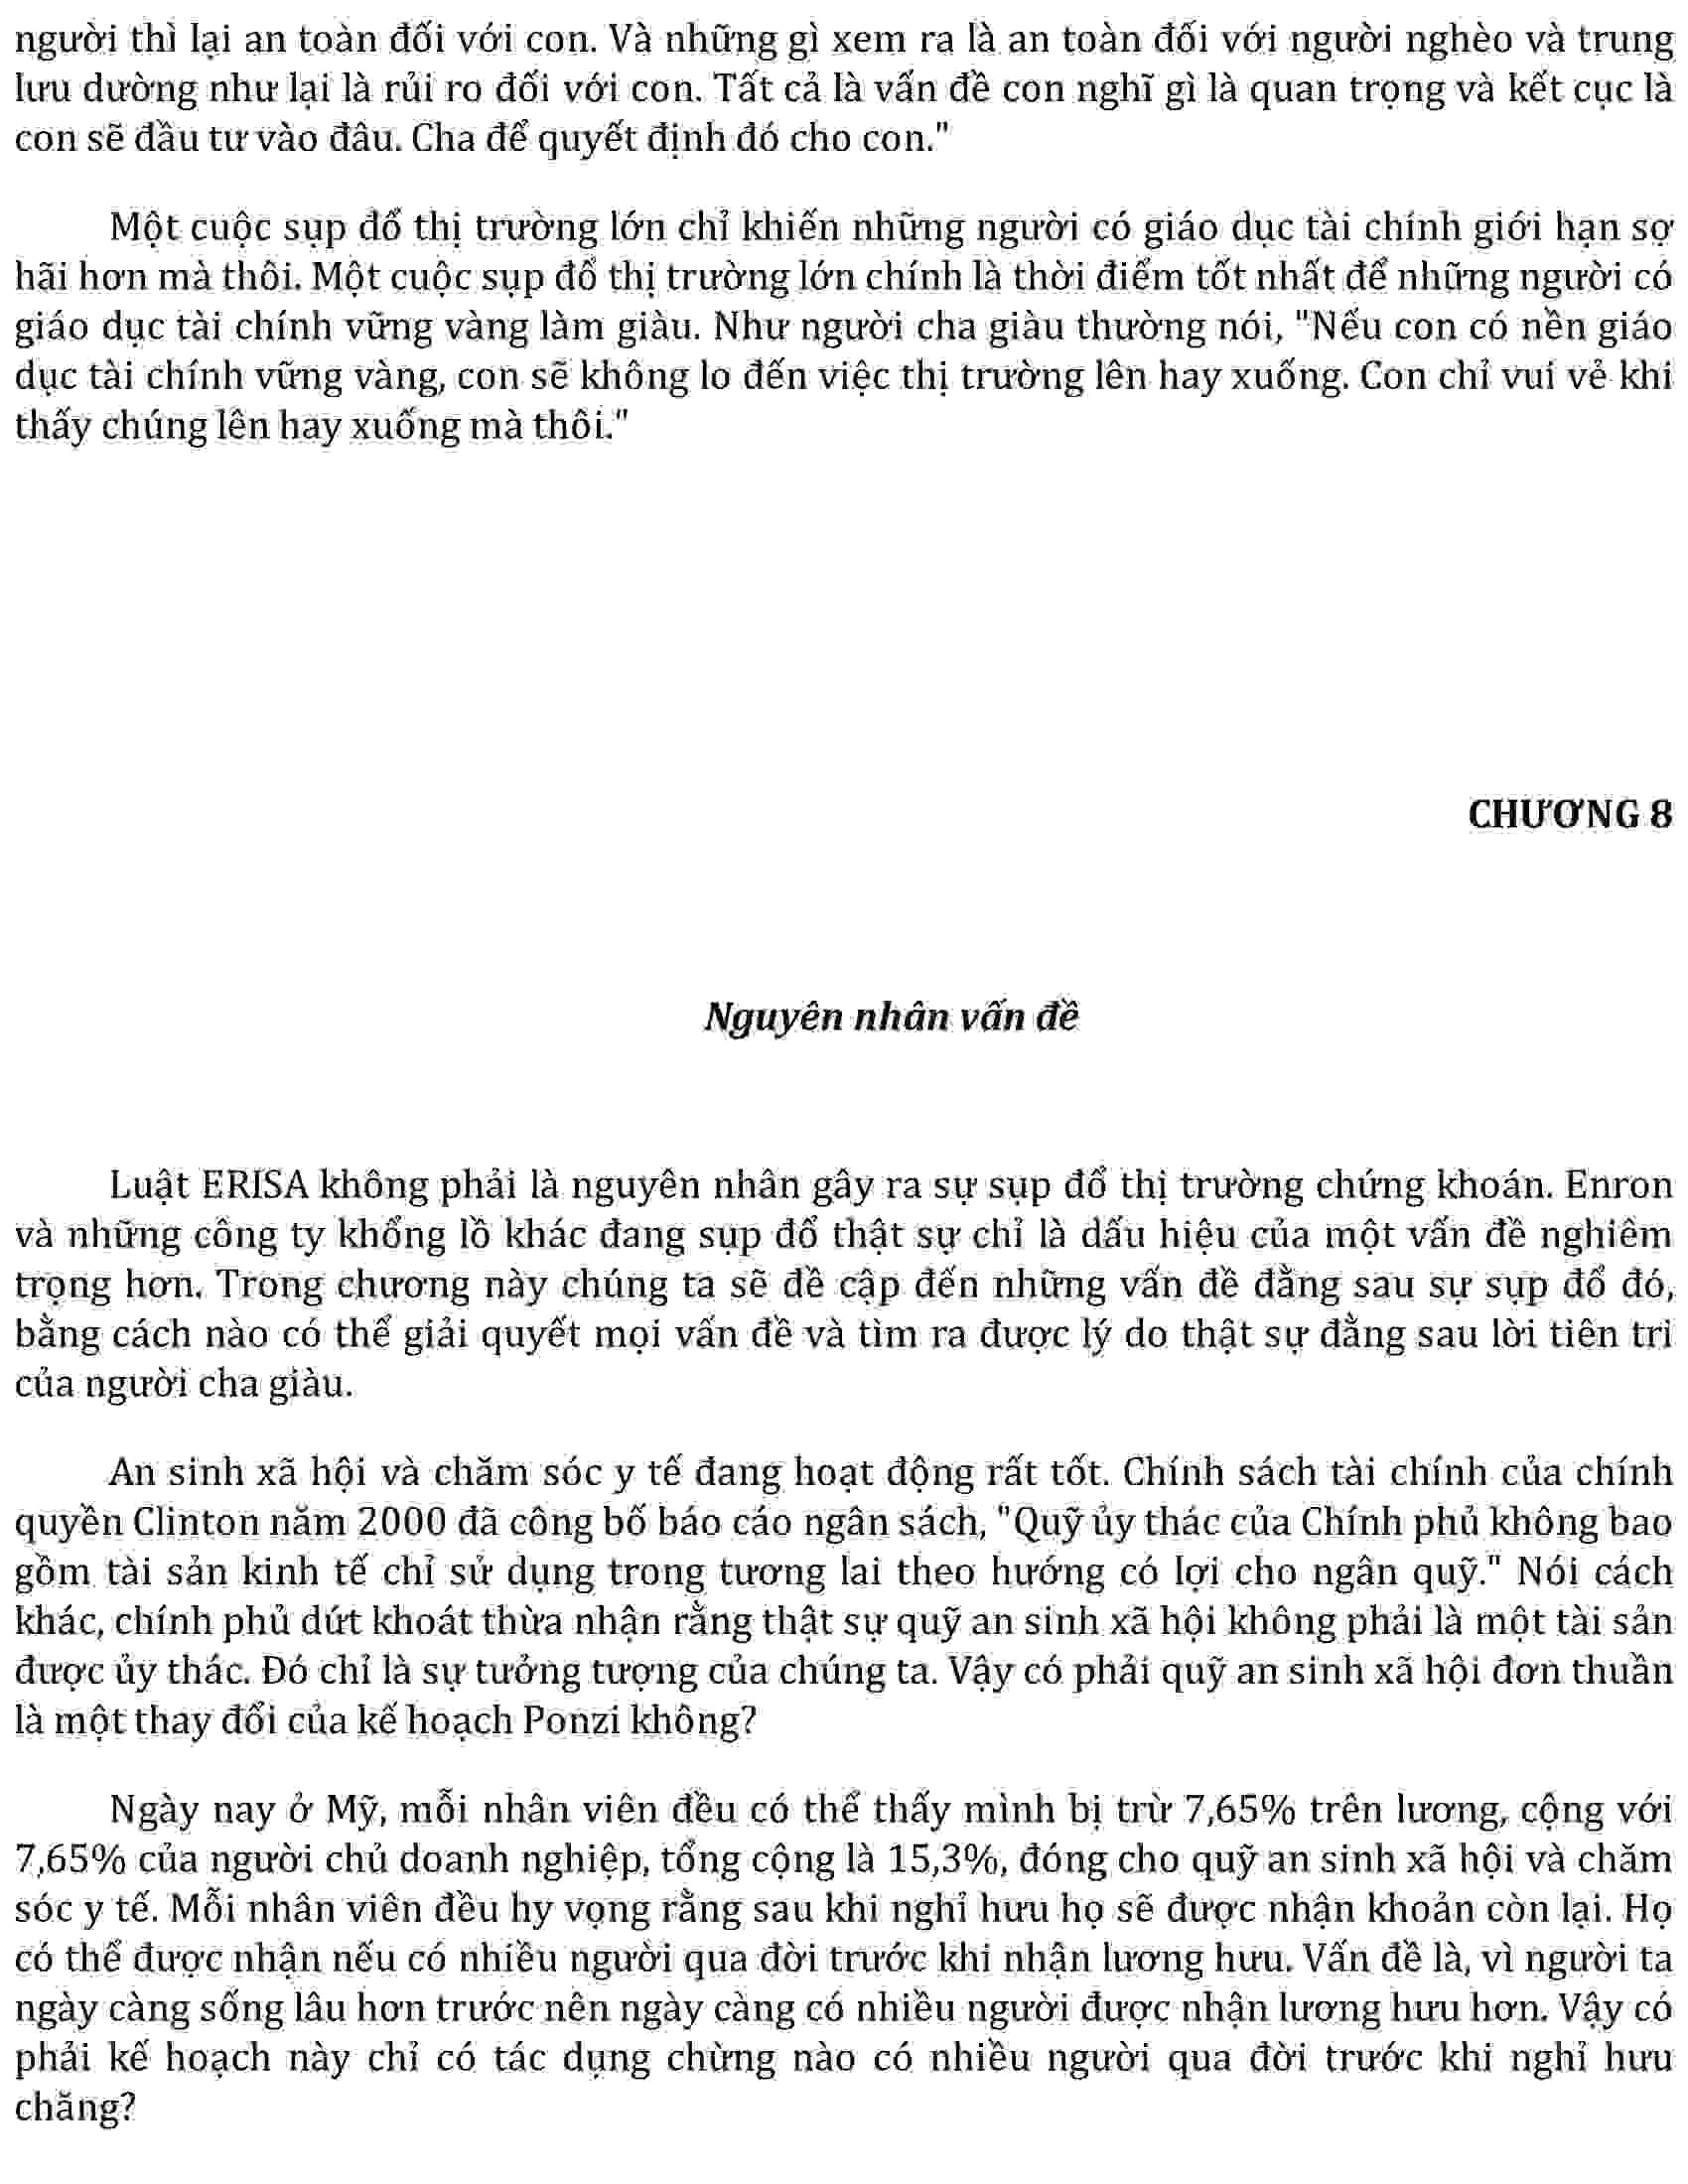 người thì lại an toàn đối với con. Và những gì xem ra là an toàn đối với người nghèo và trung
lưu dường như lại là rủi ro đối với con. Tất cả là vấn đề con nghĩ gì là quan trọng và kết cục là
con sẽ đầu tư vào đâu. Cha để quyết định đó cho con."
Một cuộc sụp đổ thị trường lớn chỉ khiến những người có giáo dục tài chính giới hạn sợ
hãi hơn mà thôi. Một cuộc sụp đổ thị trường lớn chính là thời điểm tốt nhất để những người có
giáo dục tài chính vững vàng làm giàu. Như người cha giàu thường nói, "Nếu con có nền giáo
dục tài chính vững vàng, con sẽ không lo đến việc thị trường lên hay xuống. Con chỉ vui vẻ khi
thấy chúng lên hay xuống mà thôi."
CHƯƠNG 8
Nguyên nhân vấn đề
Luật ERISA không phải là nguyên nhân gây ra sự sụp đổ thị trường chứng khoán. Enron
và những công ty khổng lồ khác đang sụp đổ thật sự chỉ là dấu hiệu của một vấn đề nghiêm
trọng hơn. Trong chương này chúng ta sẽ đề cập đến những vấn đề đằng sau sự sụp đổ đó,
bằng cách nào có thể giải quyết mọi vấn đề và tìm ra được lý do thật sự đằng sau lời tiên tri
của người cha giàu.
An sinh xã hội và chăm sóc y tế đang hoạt động rất tốt. Chính sách tài chính của chính
quyền Clinton năm 2000 đã công bố báo cáo ngân sách, "Quỹ ủy thác của Chính phủ không bao
gồm tài sản kinh tế chỉ sử dụng trong tương lai theo hướng có lợi cho ngân quỹ." Nói cách
khác, chính phủ dứt khoát thừa nhận rằng thật sự quỹ an sinh xã hội không phải là một tài sản
được ủy thác. Đó chỉ là sự tưởng tượng của chúng ta. Vậy có phải quỹ an sinh xã hội đơn thuần
là một thay đổi của kế hoạch Ponzi không?
Ngày nay ở Mỹ, mỗi nhân viên đều có thể thấy mình bị trừ 7,65% trên lương, cộng với
7,65% của người chủ doanh nghiệp, tổng cộng là 15,3%, đóng cho quỹ an sinh xã hội và chăm
sóc y tế. Mỗi nhân viên đều hy vọng rằng sau khi nghỉ hưu họ sẽ được nhận khoản còn lại. Họ
có thể được nhận nếu có nhiều người qua đời trước khi nhận lương hưu. Vấn đề là, vì người ta
ngày càng sống lâu hơn trước nên ngày càng có nhiều người được nhận lương hưu hơn. Vậy có
phải kế hoạch này chỉ có tác dụng chừng nào có nhiều người qua đời trước khi nghỉ hưu
chăng?